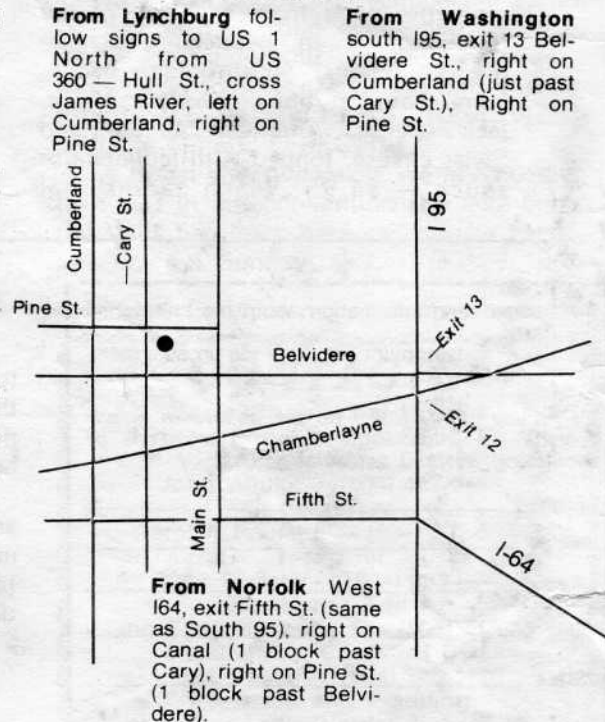 From Lynchburg fol-
low signs to US 1
North from US
360 — Hull St., cross
James River, left on
Cumberland, right on
Pine St.
From Washington
south I95, exit 13 Bel-
videre St., right on
Cumberland (just past
Cary St.), Right on
Pine St.
Cumberland
—Cary St.
I 95
Pine St.
—Exit 13
Belvidere
—Exit 12
Chamberlayne
Main St.
Fifth St.
I-64
From Norfolk West
I64, exit Fifth St. (same
as South 95), right on
Canal (1 block past
Cary), right on Pine St.
(1 block past Belvi-
dere).